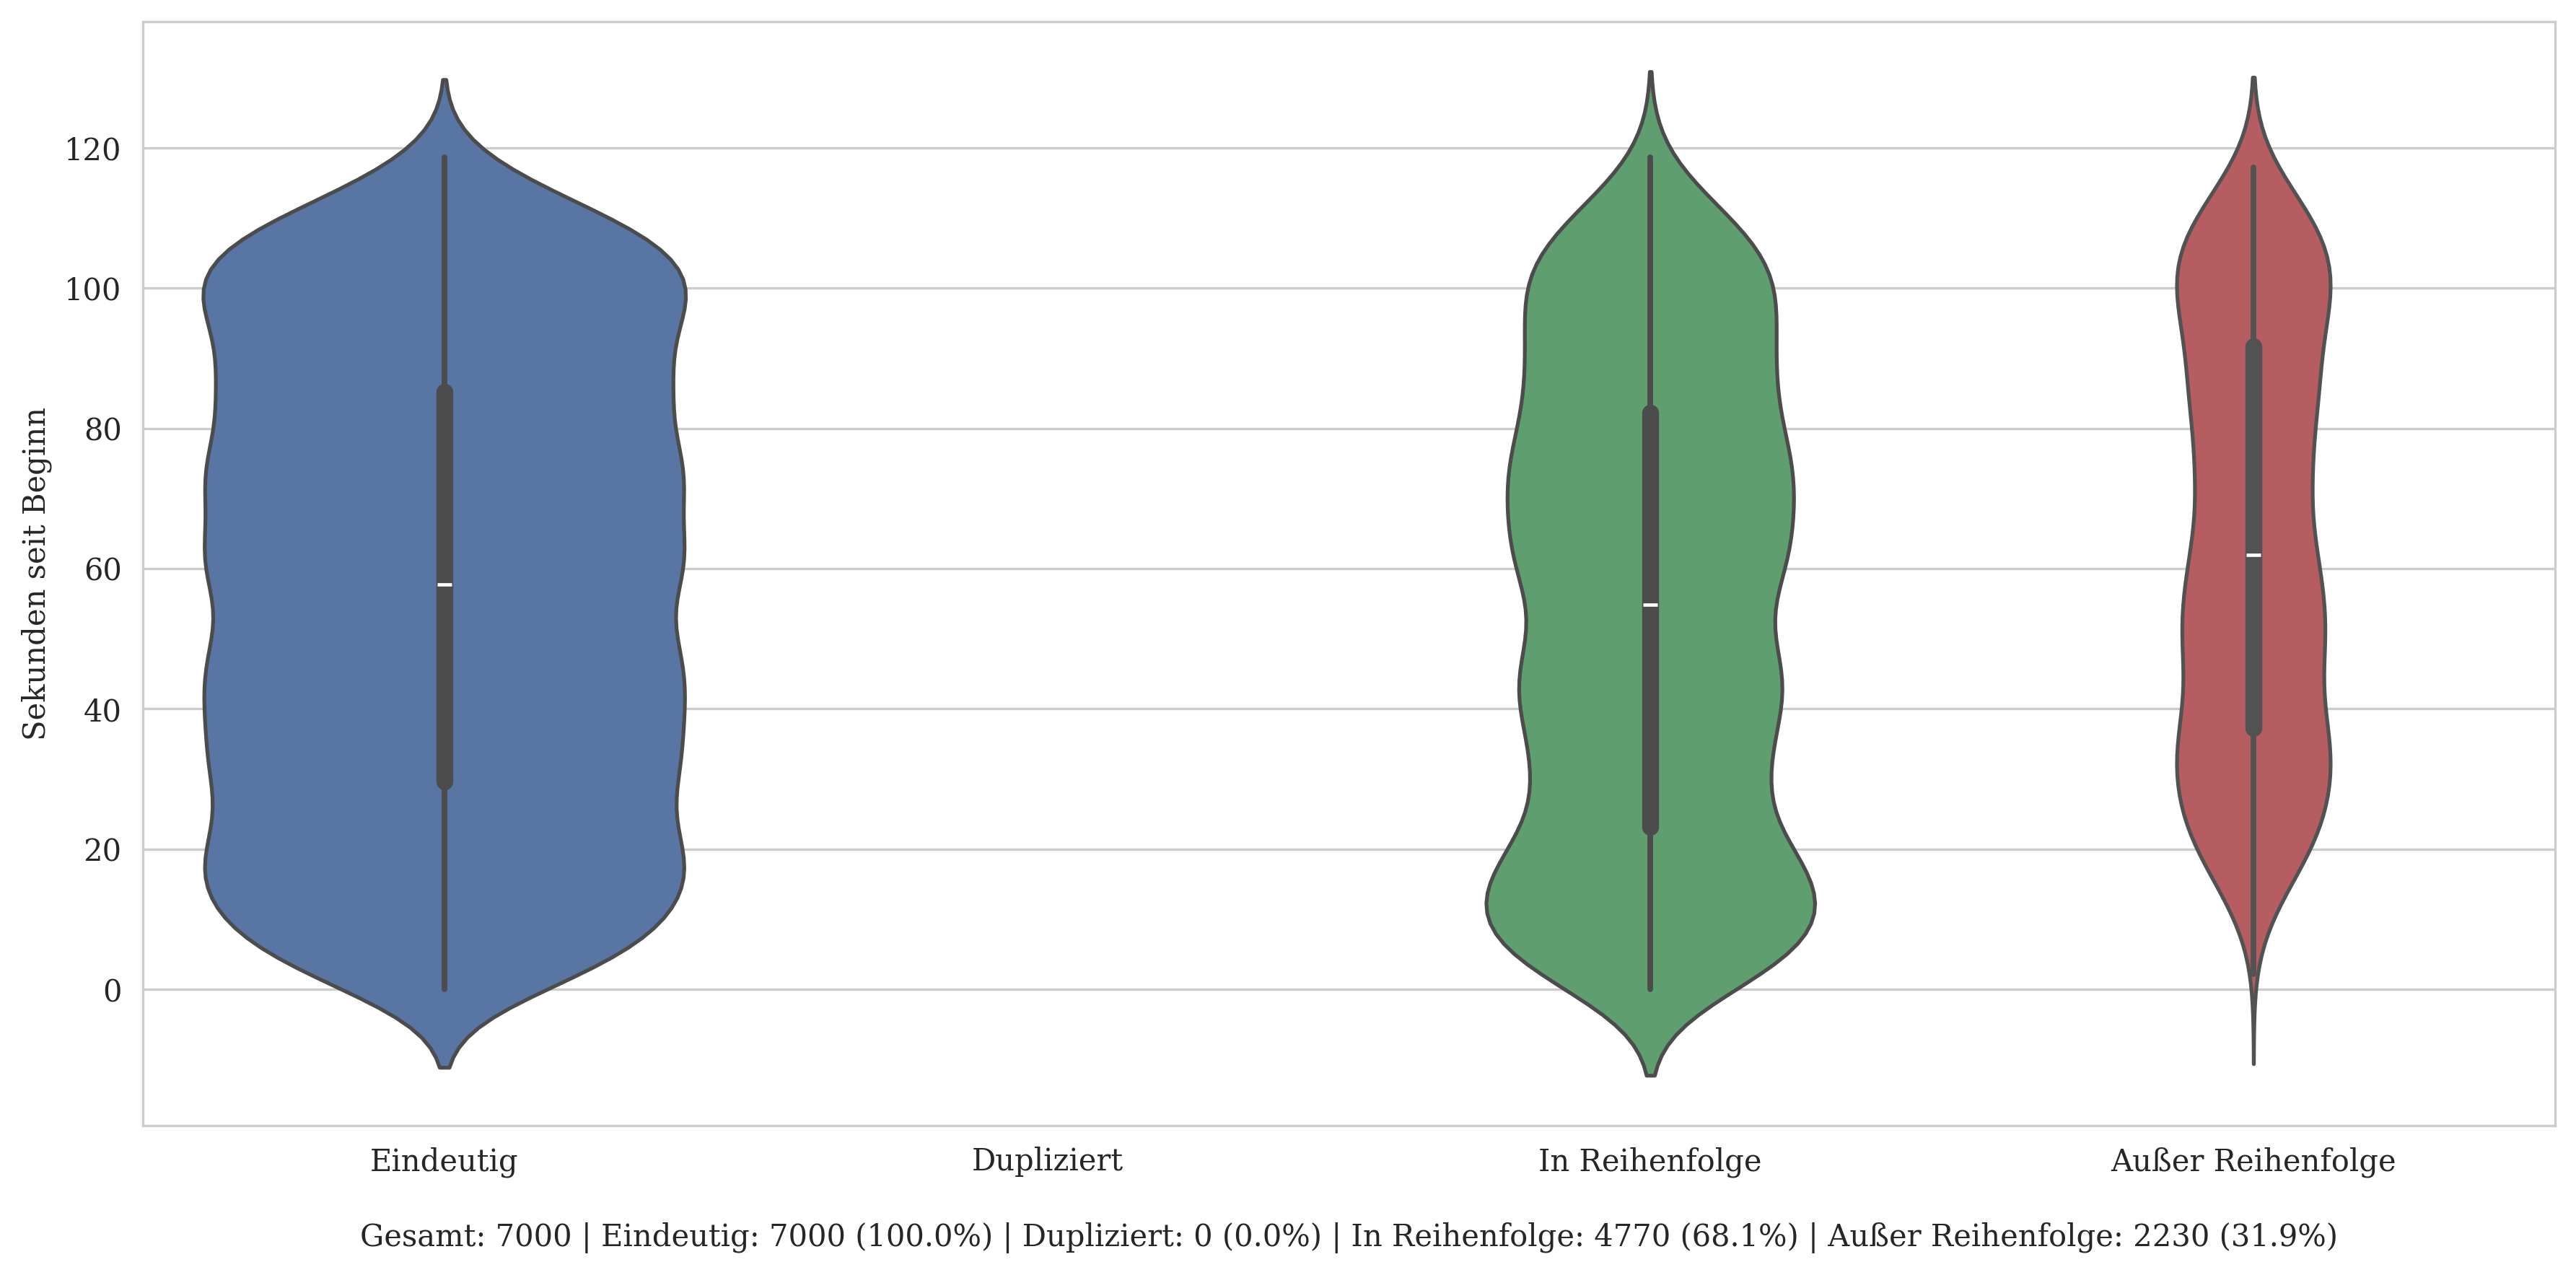 120
100
80
60
40
20
0
Sekunden seit Beginn
Eindeutig
Dupliziert
In Reihenfolge
Außer Reihenfolge
Gesamt: 7000 | Eindeutig: 7000 (100.0%) | Dupliziert: 0 (0.0%) | In Reihenfolge: 4770 (68.1%) | Außer Reihenfolge: 2230 (31.9%)